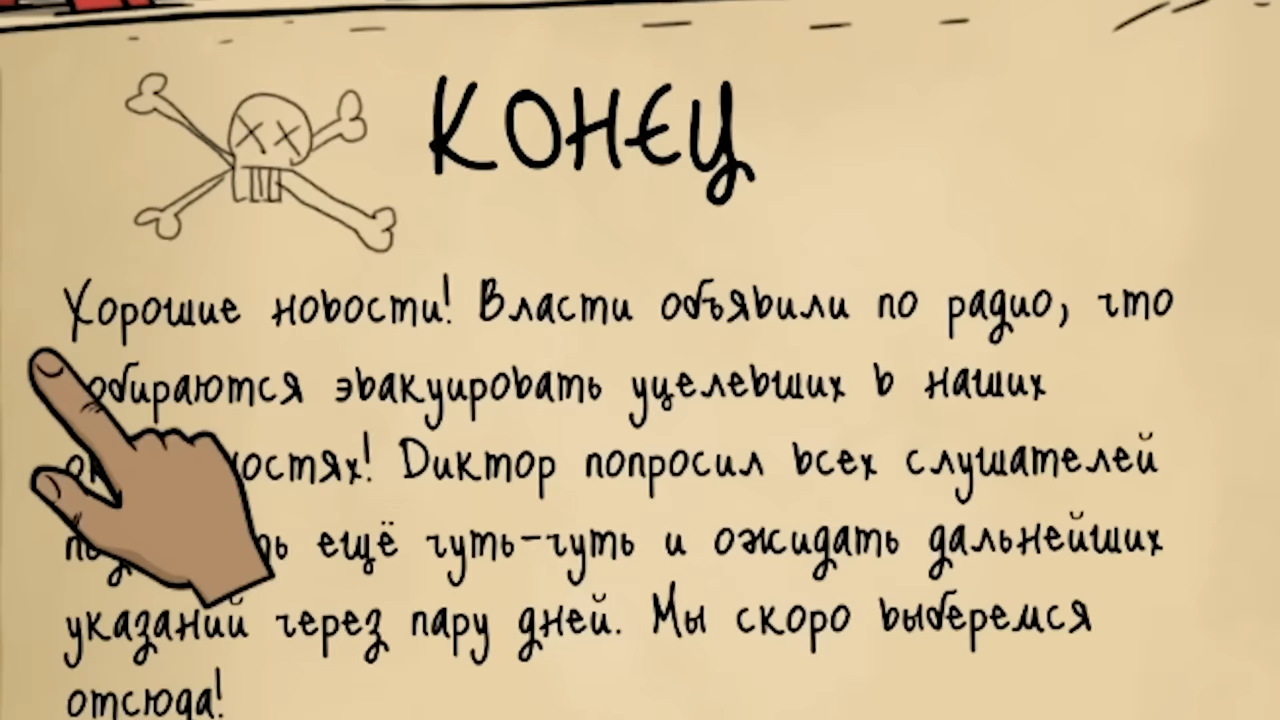 КОНЕЦ
Хорошие новости! Власти объявили по радио, что
собираются эвакуировать уцелевших в наших
! Диктор попросил всех слушателей
ещё чуть-чуть и ожидать дальнейших
указаний через пару дней. Мы скоро выберемся
отсюда!